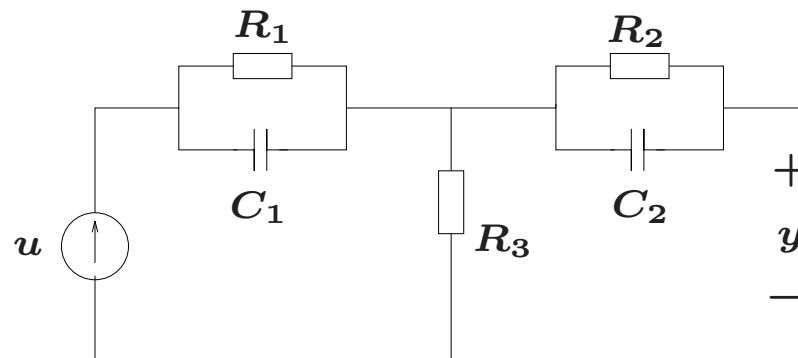 R₁ R₂
C₁ C₂
+
u R₃ y
−